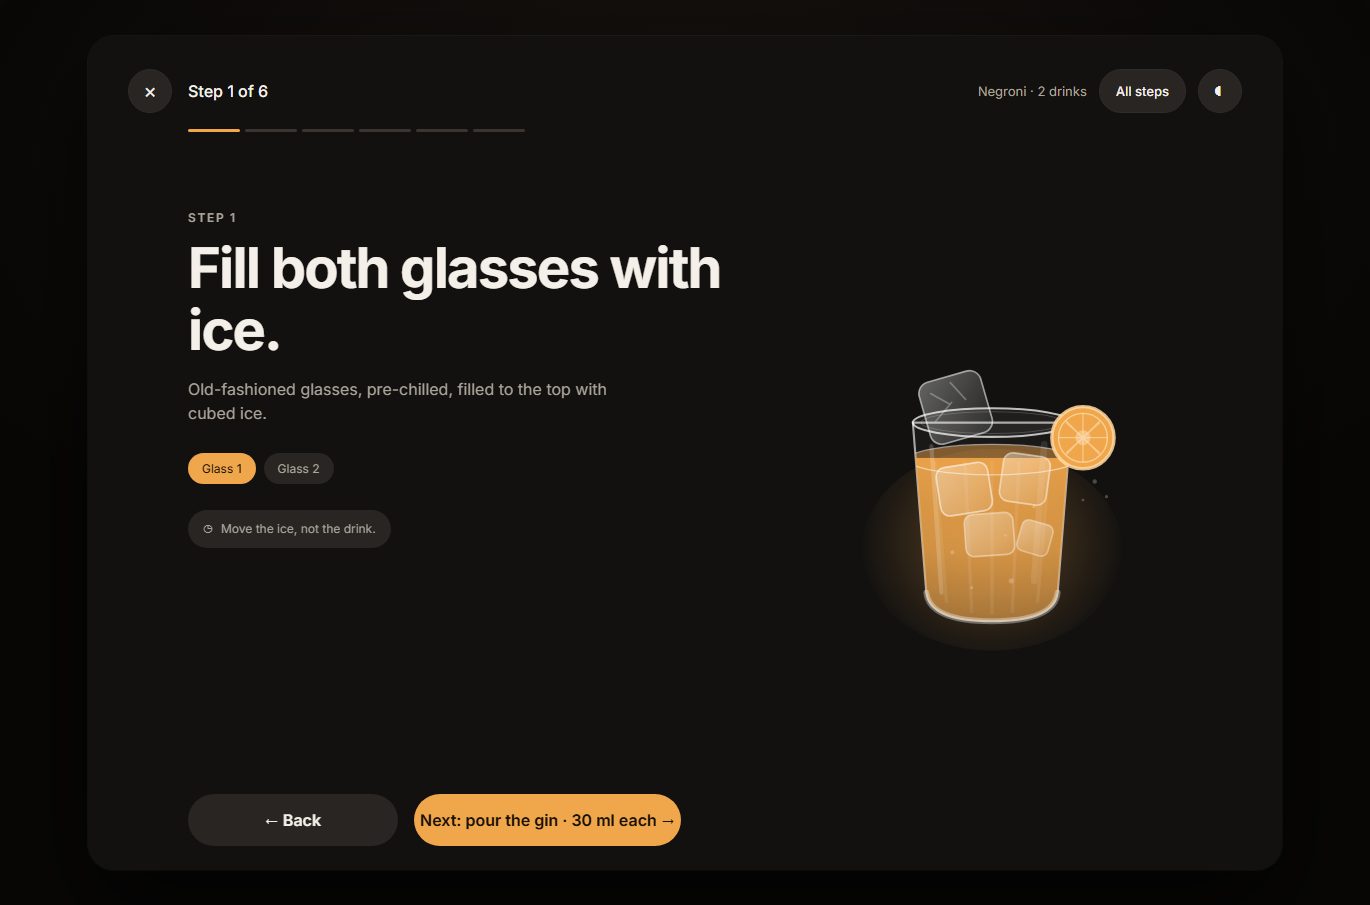 ×
Step 1 of 6
Negroni · 2 drinks
All steps
STEP 1
Fill both glasses with
ice.
Old-fashioned glasses, pre-chilled, filled to the top with
cubed ice.
Glass 1
Glass 2
Move the ice, not the drink.
← Back
Next: pour the gin · 30 ml each →